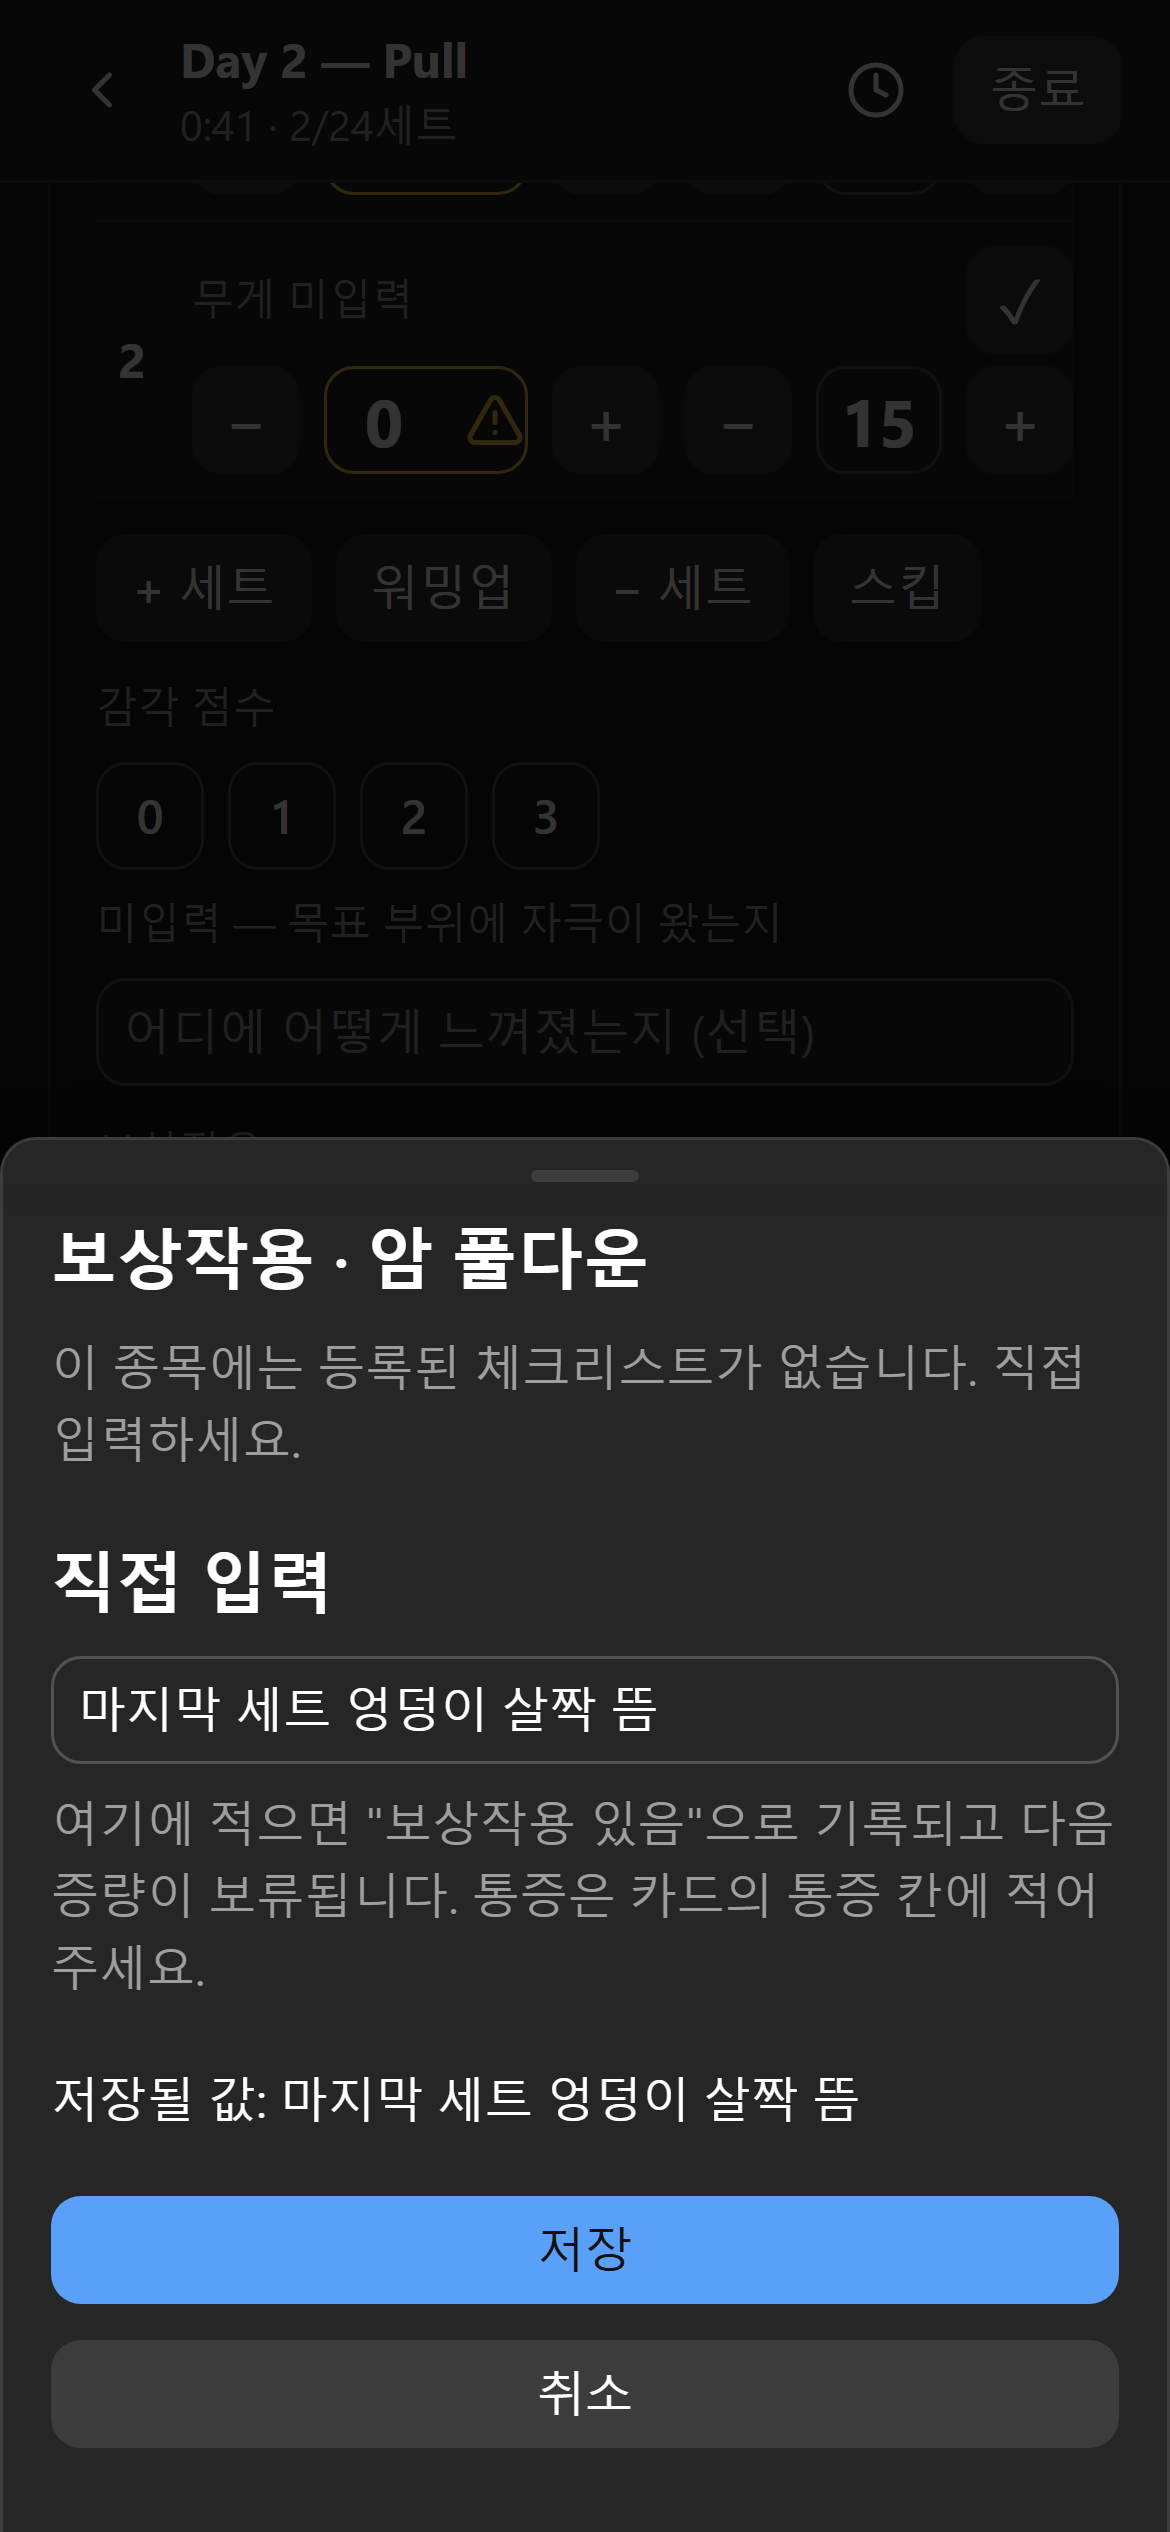 Day 2 — Pull
0:41 · 2/24세트
종료
무게 미입력
✓
2
− 0 + − 15 +
+ 세트 워밍업 − 세트 스킵
감각 점수
0 1 2 3
미입력 — 목표 부위에 자극이 왔는지
어디에 어떻게 느껴졌는지 (선택)
보상작용 · 암 풀다운
이 종목에는 등록된 체크리스트가 없습니다. 직접
입력하세요.
직접 입력
마지막 세트 엉덩이 살짝 뜸
여기에 적으면 "보상작용 있음"으로 기록되고 다음
증량이 보류됩니다. 통증은 카드의 통증 칸에 적어
주세요.
저장될 값: 마지막 세트 엉덩이 살짝 뜸
저장
취소